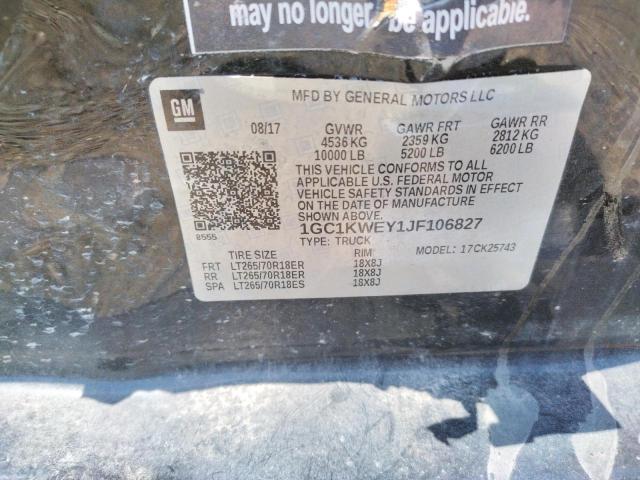 may no longer be applicable.
GM
MFD BY GENERAL MOTORS LLC
08/17 GVWR GAWR FRT GAWR RR
4536 KG 2359 KG 2812 KG
10000 LB 5200 LB 6200 LB
THIS VEHICLE CONFORMS TO ALL
APPLICABLE U.S. FEDERAL MOTOR
VEHICLE SAFETY STANDARDS IN EFFECT
ON THE DATE OF MANUFACTURE
SHOWN ABOVE.
1GC1KWEY1JF106827
8555
TYPE: TRUCK MODEL: 17CK25743
TIRE SIZE RIM
FRT LT265/70R18ER 18X8J
RR LT265/70R18ER 18X8J
SPA LT265/70R18ES 18X8J